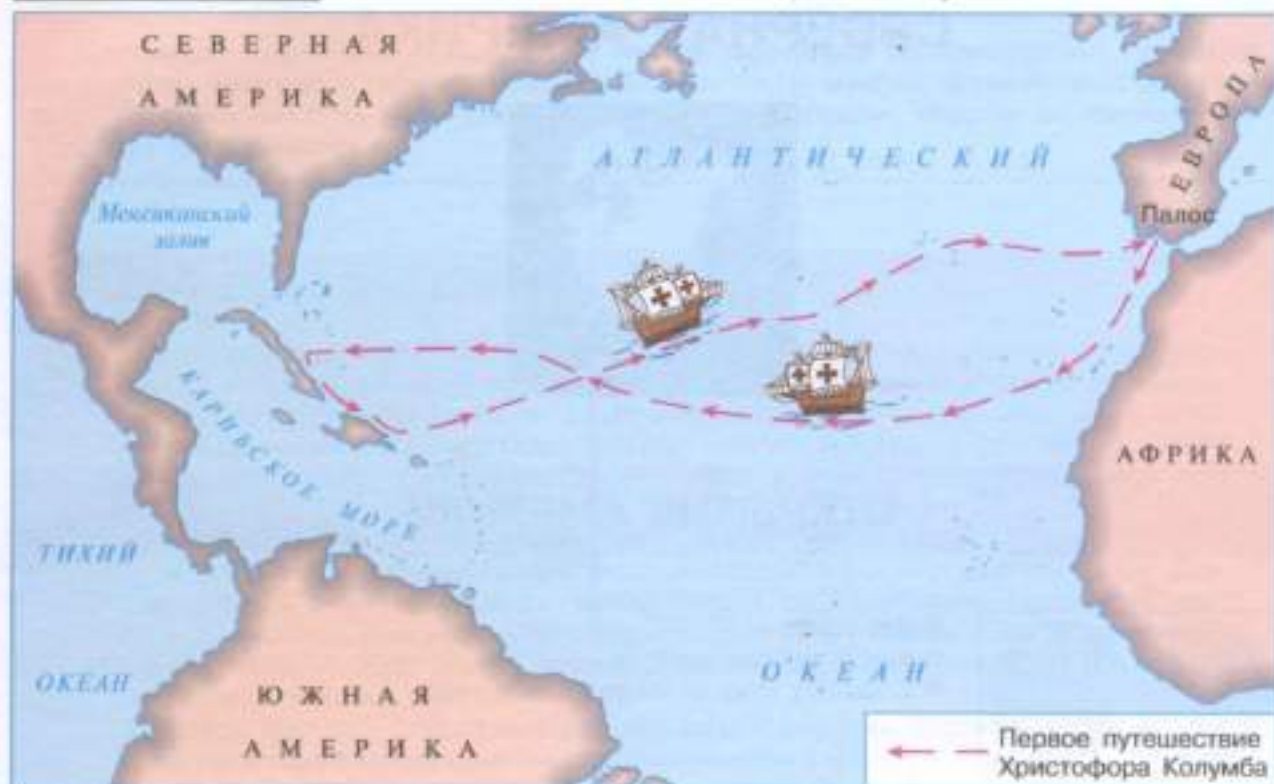 СЕВЕРНАЯ
АМЕРИКА
ЕВРОПА
АТЛАНТИЧЕСКИЙ
Мексиканский
залив
Палос
КАРИБСКОЕ МОРЕ
АФРИКА
ТИХИЙ
ОКЕАН
ОКЕАН
ЮЖНАЯ
АМЕРИКА
Первое путешествие
Христофора Колумба